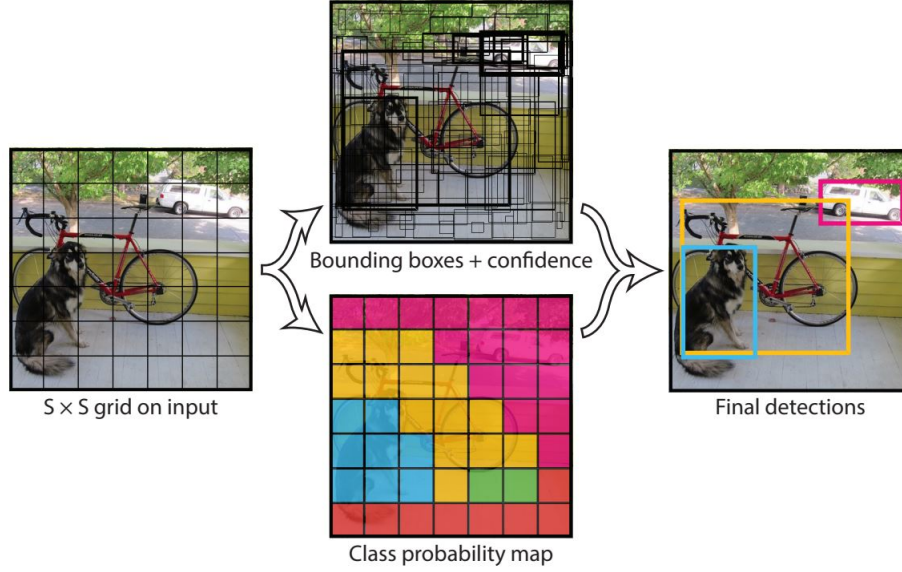 S × S grid on input
Bounding boxes + confidence
Class probability map
Final detections